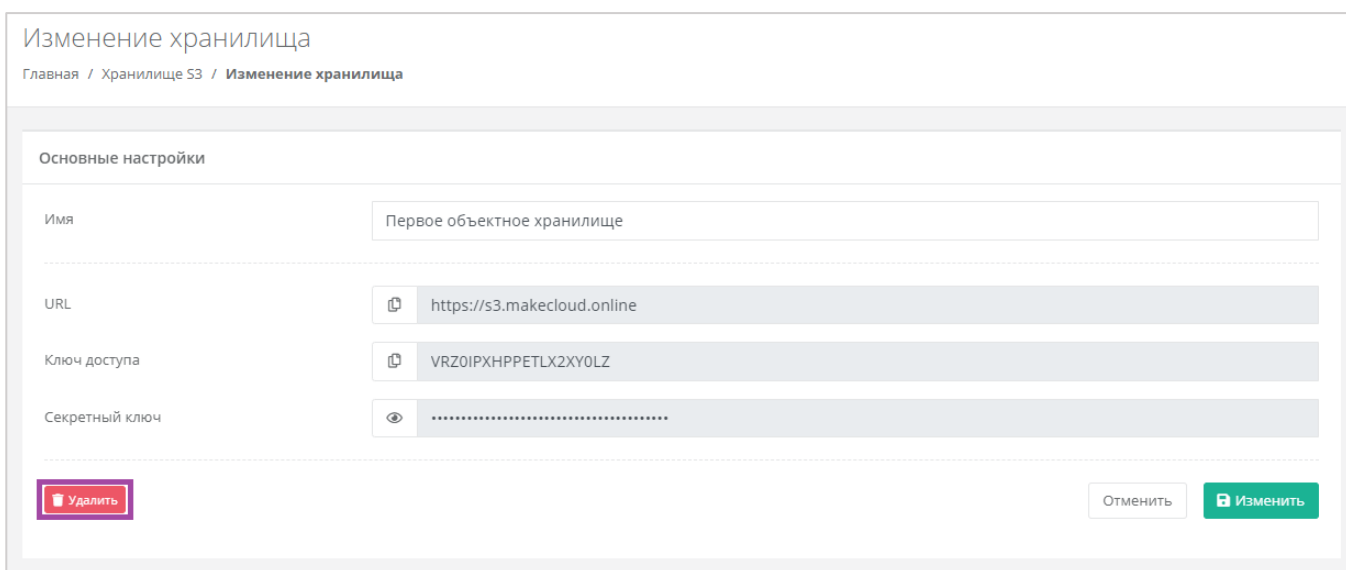 Изменение хранилища
Главная / Хранилище S3 / Изменение хранилища
Основные настройки
Имя
Первое объектное хранилище
URL
https://s3.makecloud.online
Ключ доступа
VRZ0IPXHPPETLX2XY0LZ
Секретный ключ
••••••••••••••••••••••••••••••••••••••••
Удалить
Отменить
Изменить